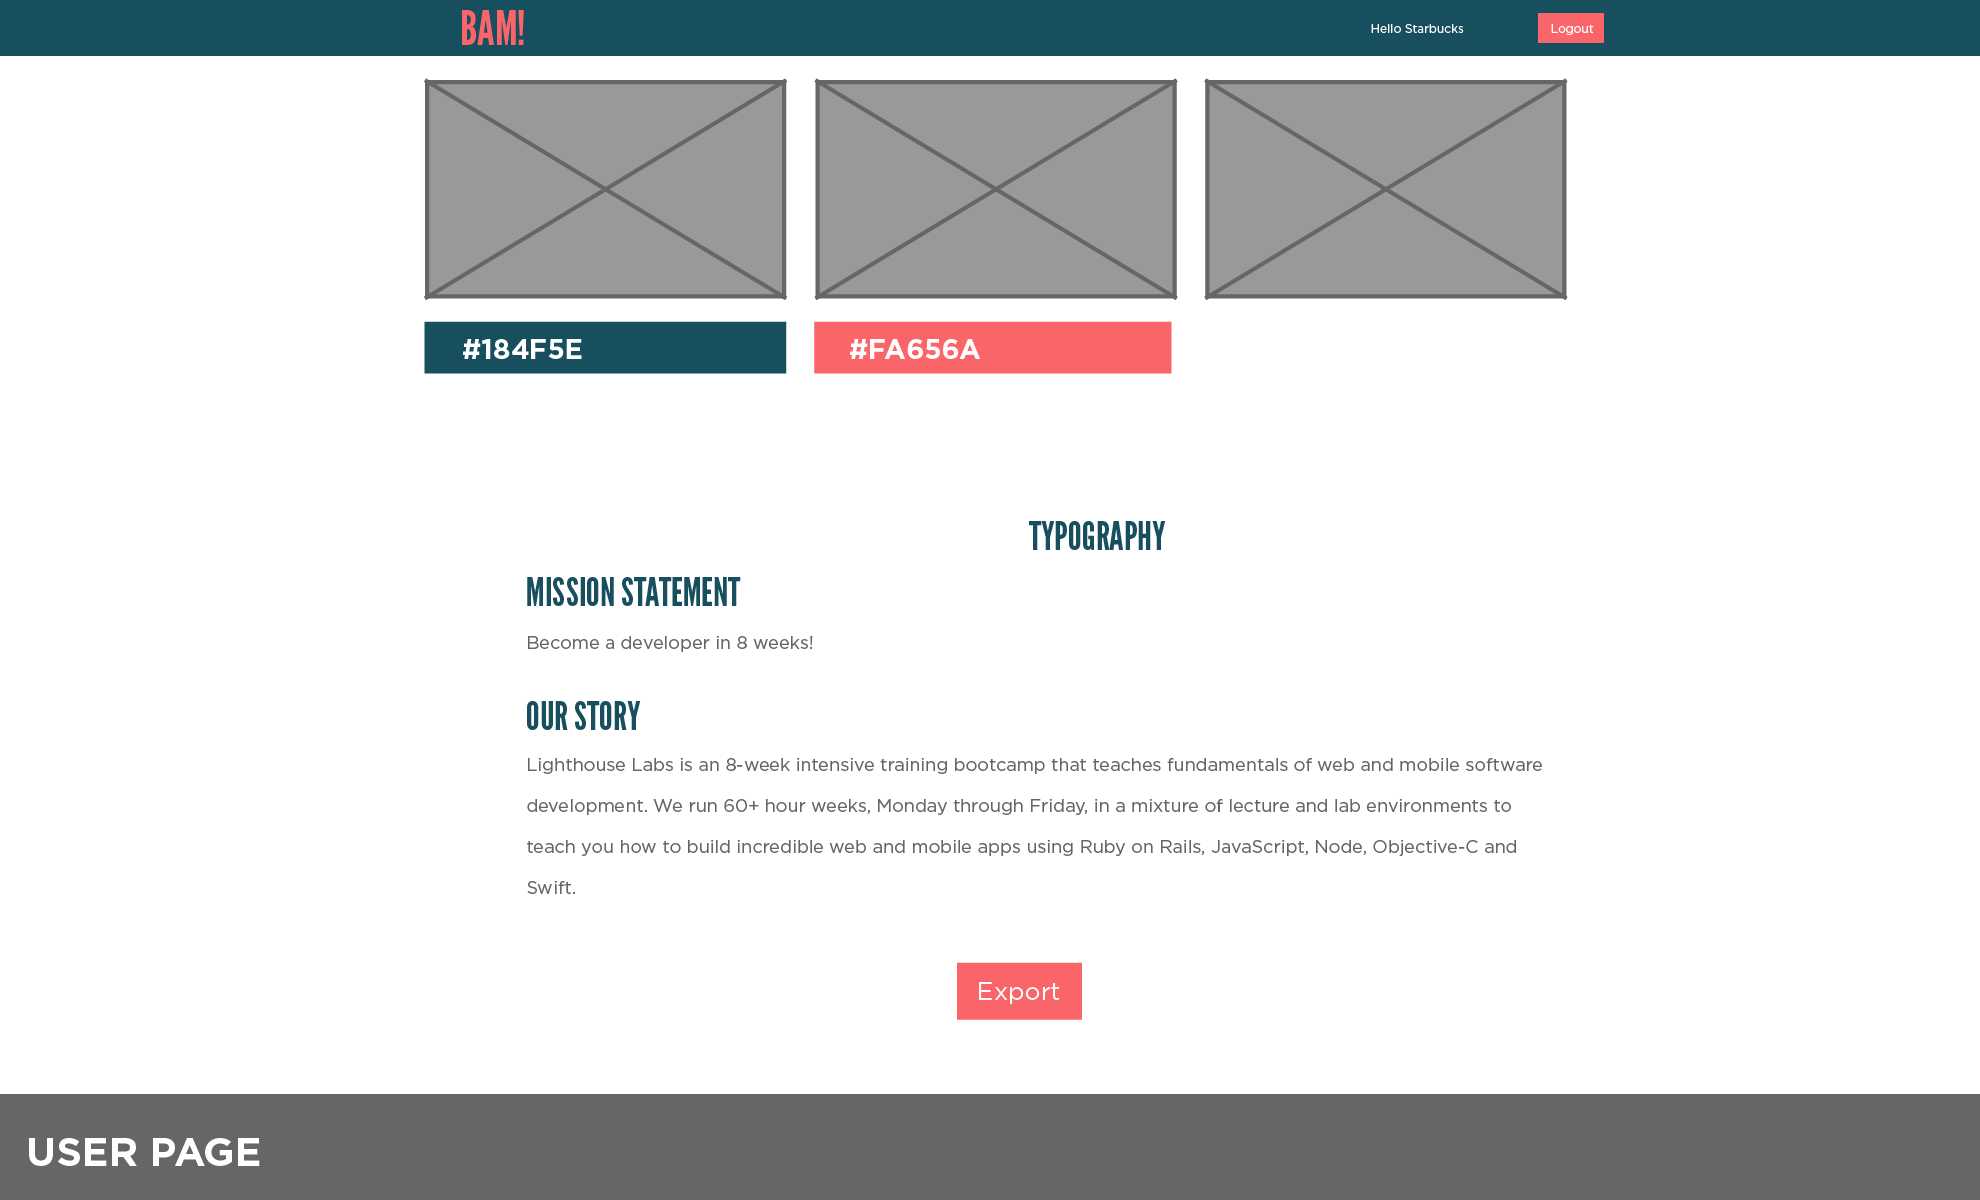 BAM!
Hello Starbucks
Logout
#184F5E
#FA656A
TYPOGRAPHY
MISSION STATEMENT
Become a developer in 8 weeks!
OUR STORY
Lighthouse Labs is an 8-week intensive training bootcamp that teaches fundamentals of web and mobile software
development. We run 60+ hour weeks, Monday through Friday, in a mixture of lecture and lab environments to
teach you how to build incredible web and mobile apps using Ruby on Rails, JavaScript, Node, Objective-C and
Swift.
Export
USER PAGE